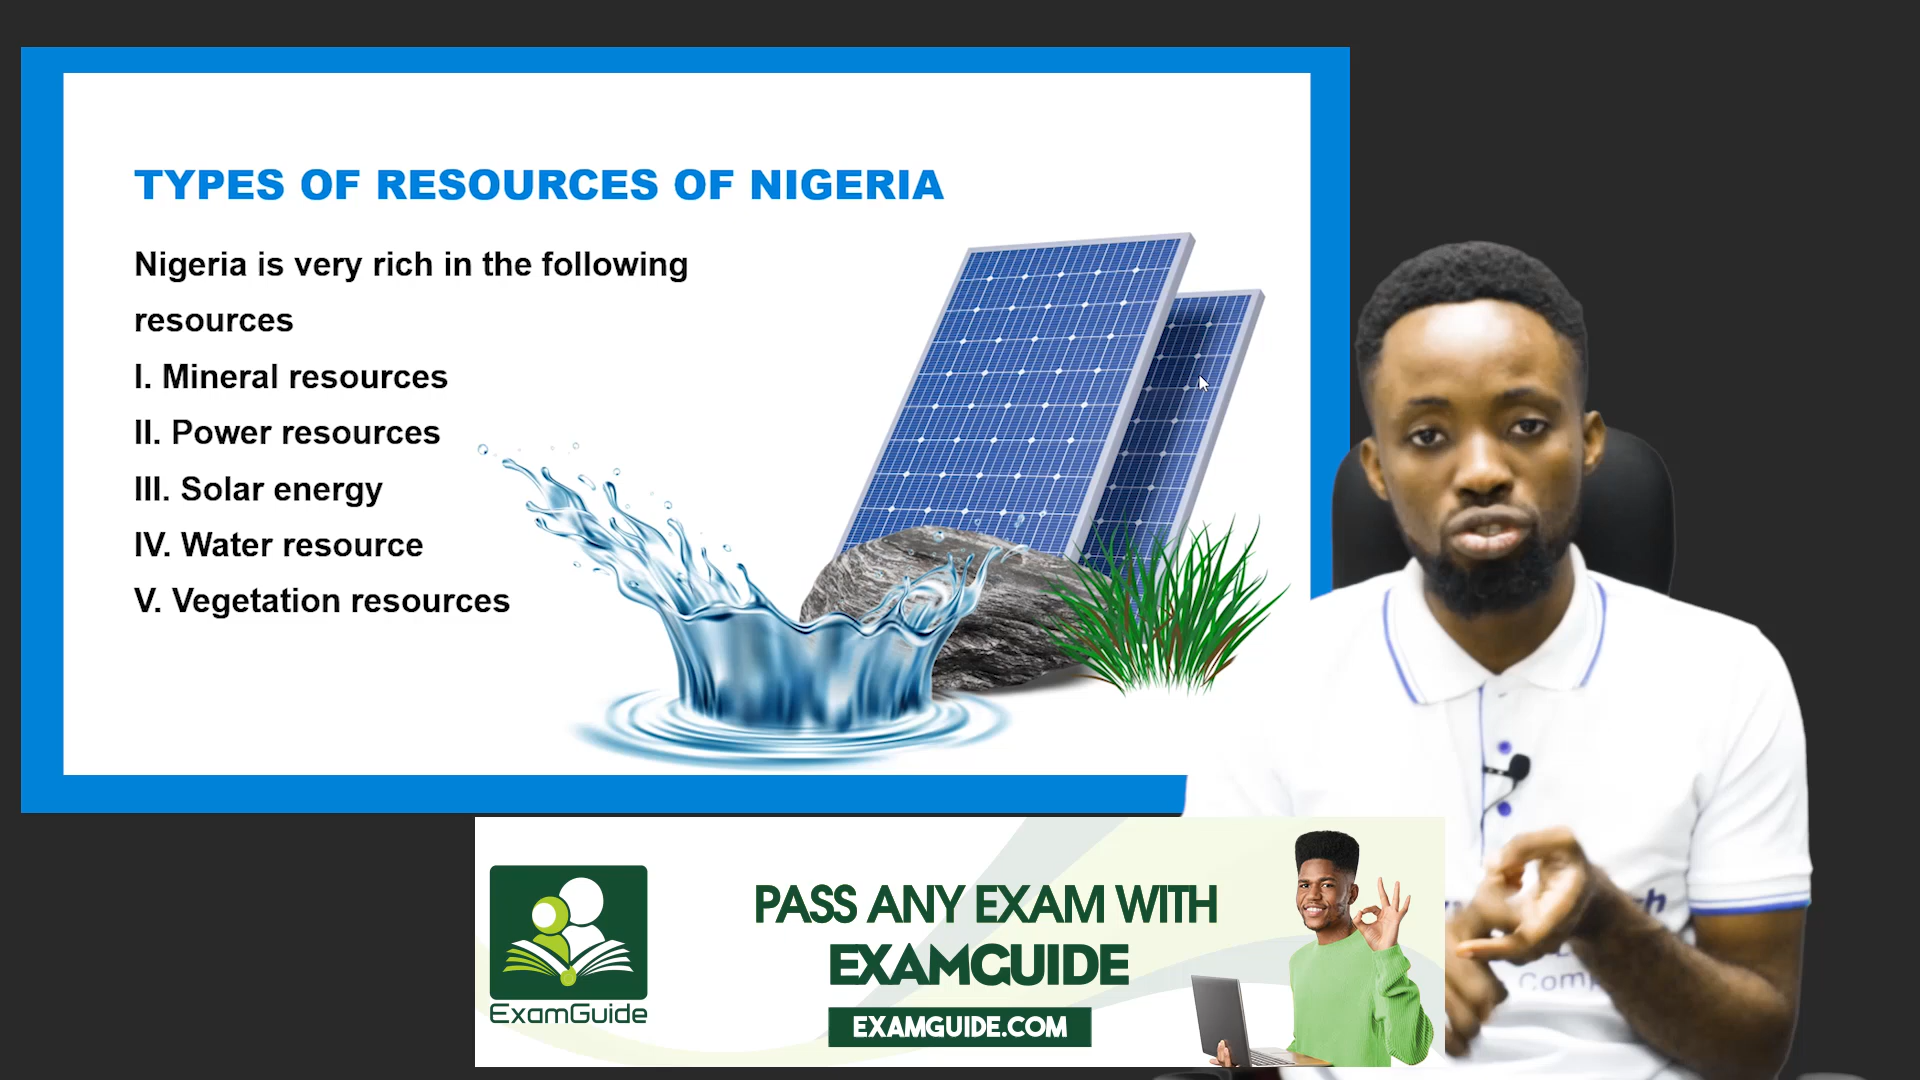 TYPES OF RESOURCES OF NIGERIA
Nigeria is very rich in the following
resources
I. Mineral resources
II. Power resources
III. Solar energy
IV. Water resource
V. Vegetation resources
ExamGuide
PASS ANY EXAM WITH
EXAMGUIDE
EXAMGUIDE.COM